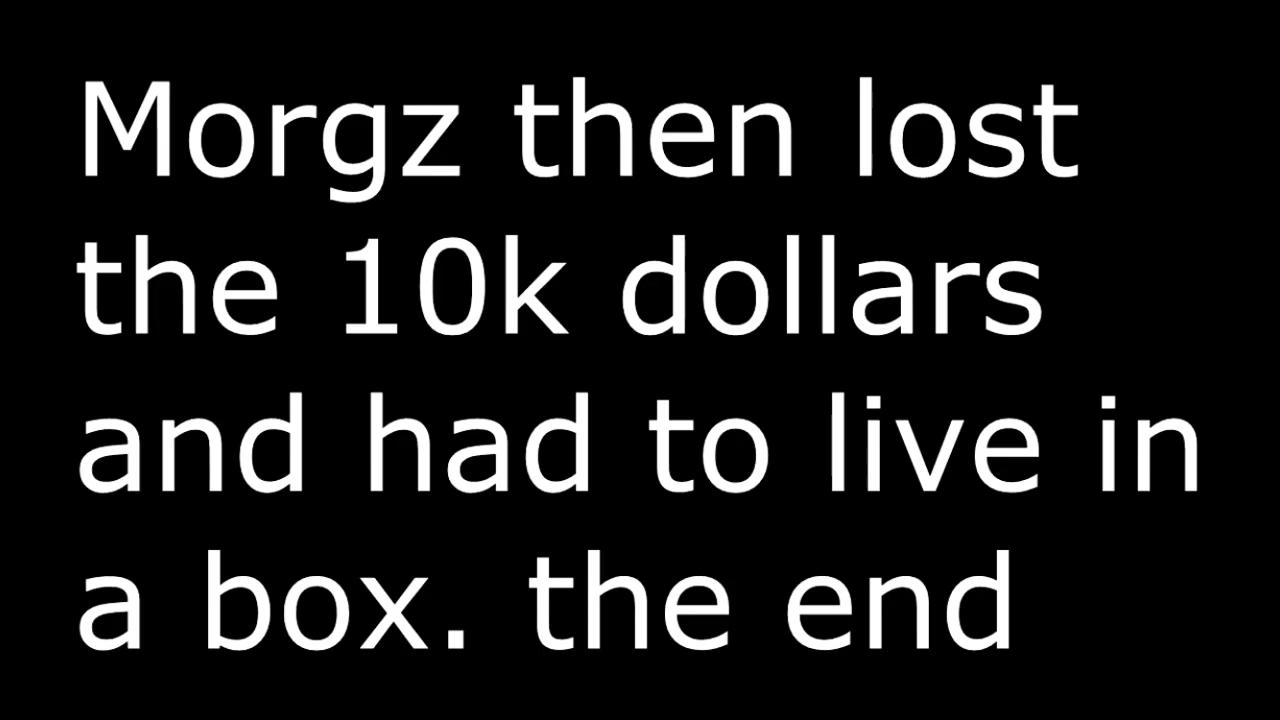 Morgz then lost
the 10k dollars
and had to live in
a box. the end